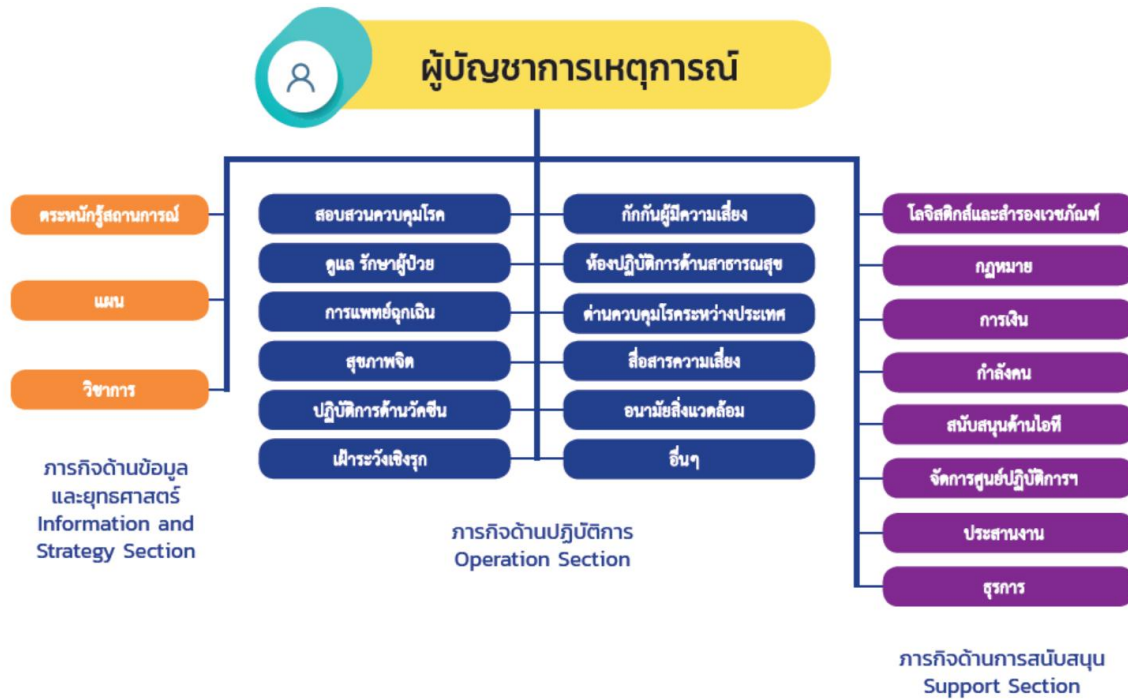 ผู้บัญชาการเหตุการณ์
ตระหนักรู้สถานการณ์
แผน
วิชาการ
ภารกิจด้านข้อมูล
และยุทธศาสตร์
Information and
Strategy Section
สอบสวนควบคุมโรค
ดูแล รักษาผู้ป่วย
การแพทย์ฉุกเฉิน
สุขภาพจิต
ปฏิบัติการด้านวัคซีน
เฝ้าระวังเชิงรุก
กักกันผู้มีความเสี่ยง
ห้องปฏิบัติการด้านสาธารณสุข
ด่านควบคุมโรคระหว่างประเทศ
สื่อสารความเสี่ยง
อนามัยสิ่งแวดล้อม
อื่นๆ
ภารกิจด้านปฏิบัติการ
Operation Section
โลจิสติกส์และสำรองเวชภัณฑ์
กฎหมาย
การเงิน
กำลังคน
สนับสนุนด้านไอที
จัดการศูนย์ปฏิบัติการฯ
ประสานงาน
ธุรการ
ภารกิจด้านการสนับสนุน
Support Section